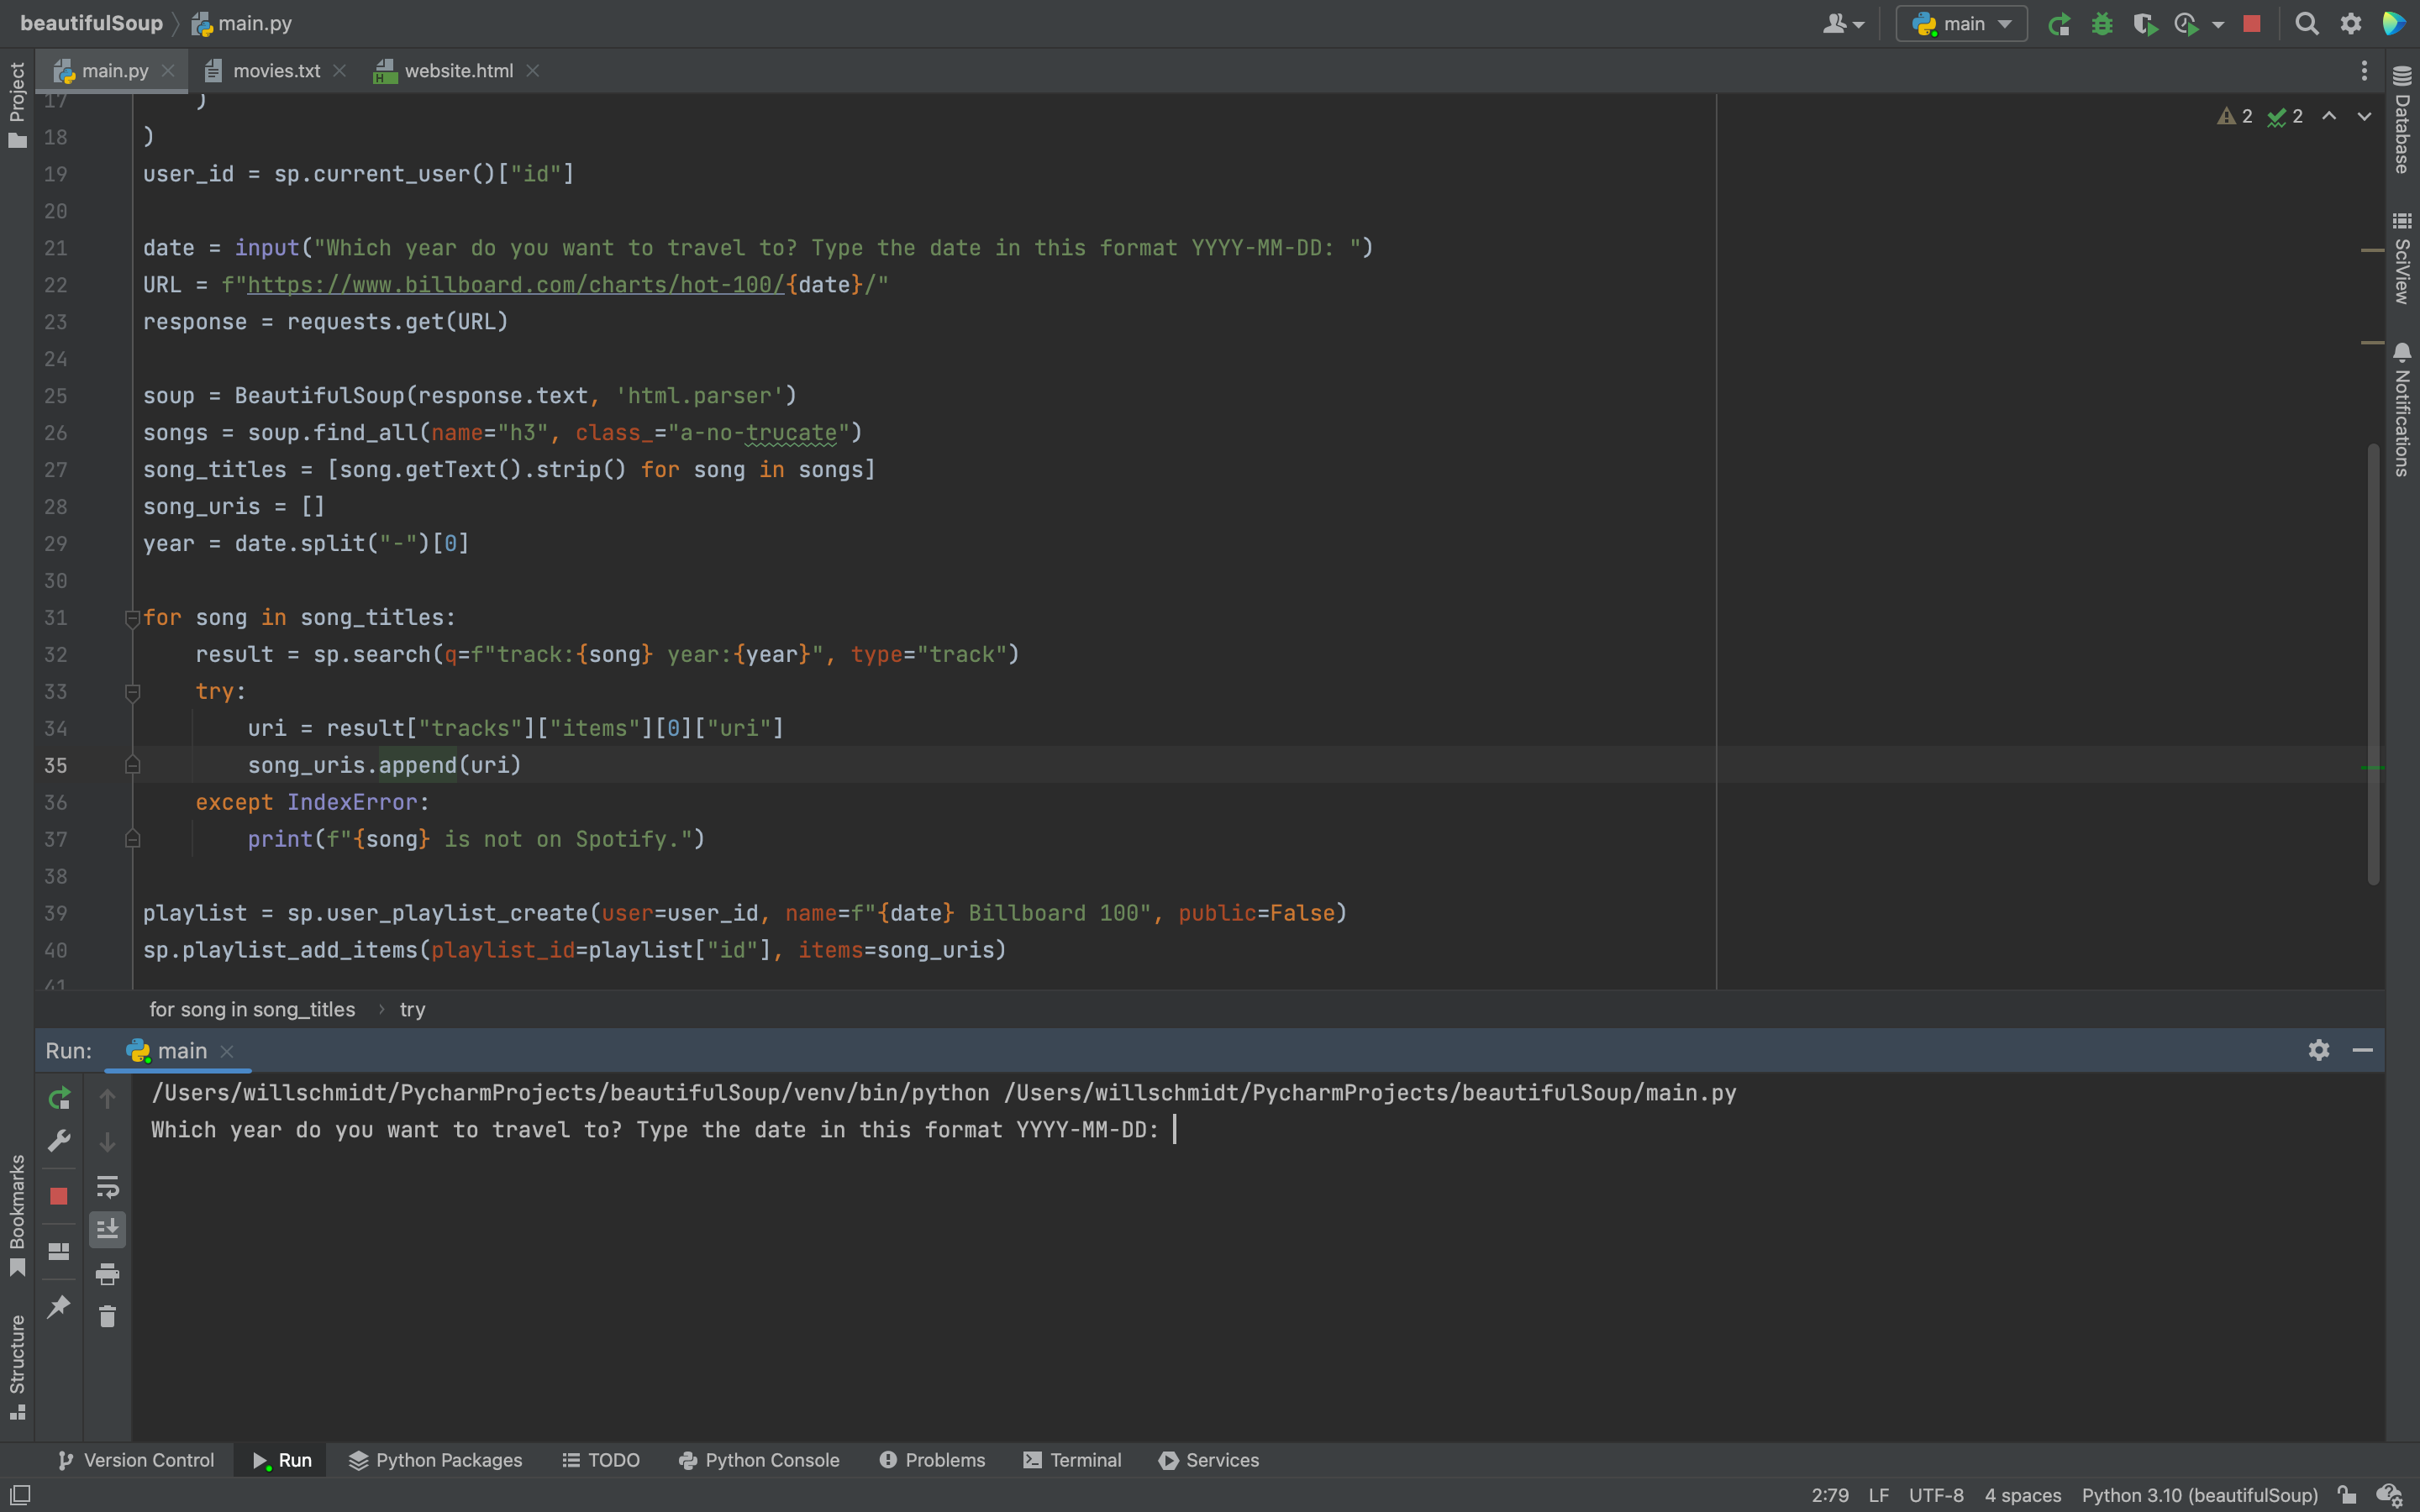 beautifulSoup
main.py
main
main.py
movies.txt
website.html
Project
2
2
Database
SciView
Notifications
17 )
18 )
19 user_id = sp.current_user()["id"]
20
21 date = input("Which year do you want to travel to? Type the date in this format YYYY-MM-DD: ")
22 URL = f"https://www.billboard.com/charts/hot-100/{date}/"
23 response = requests.get(URL)
24
25 soup = BeautifulSoup(response.text, 'html.parser')
26 songs = soup.find_all(name="h3", class_="a-no-trucate")
27 song_titles = [song.getText().strip() for song in songs]
28 song_uris = []
29 year = date.split("-")[0]
30
31 for song in song_titles:
32 result = sp.search(q=f"track:{song} year:{year}", type="track")
33 try:
34 uri = result["tracks"]["items"][0]["uri"]
35 song_uris.append(uri)
36 except IndexError:
37 print(f"{song} is not on Spotify.")
38
39 playlist = sp.user_playlist_create(user=user_id, name=f"{date} Billboard 100", public=False)
40 sp.playlist_add_items(playlist_id=playlist["id"], items=song_uris)
41
for song in song_titles
try
Run:
main
/Users/willschmidt/PycharmProjects/beautifulSoup/venv/bin/python /Users/willschmidt/PycharmProjects/beautifulSoup/main.py
Which year do you want to travel to? Type the date in this format YYYY-MM-DD:
Bookmarks
Structure
Version Control
Run
Python Packages
TODO
Python Console
Problems
Terminal
Services
2:79 LF UTF-8 4 spaces Python 3.10 (beautifulSoup)